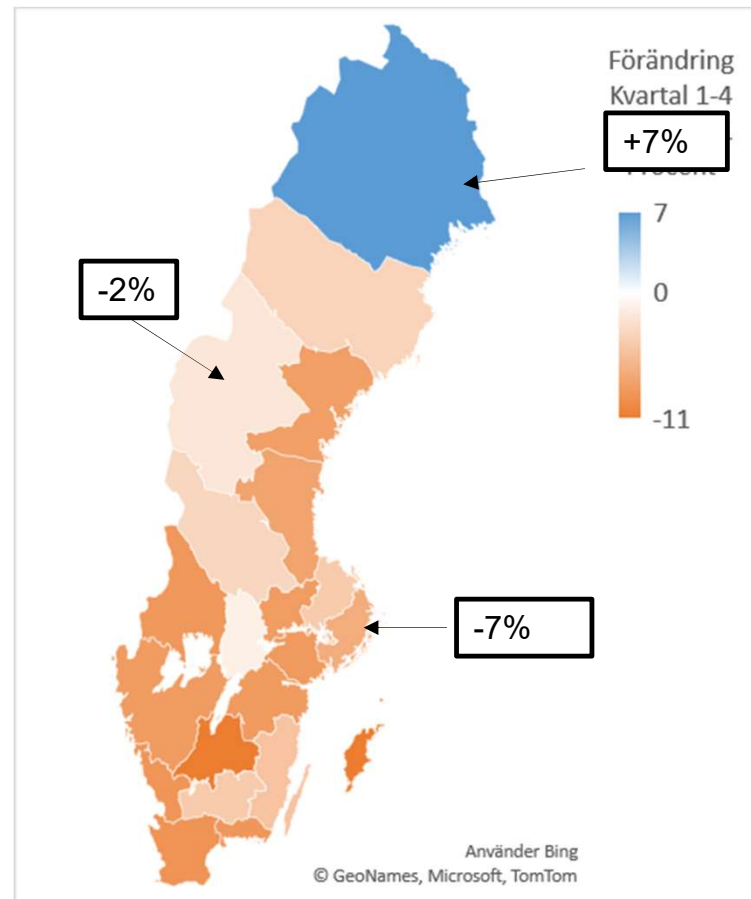 Förändring
Kvartal 1-4
+7%
7
-2%
0
-11
-7%
Använder Bing
© GeoNames, Microsoft, TomTom